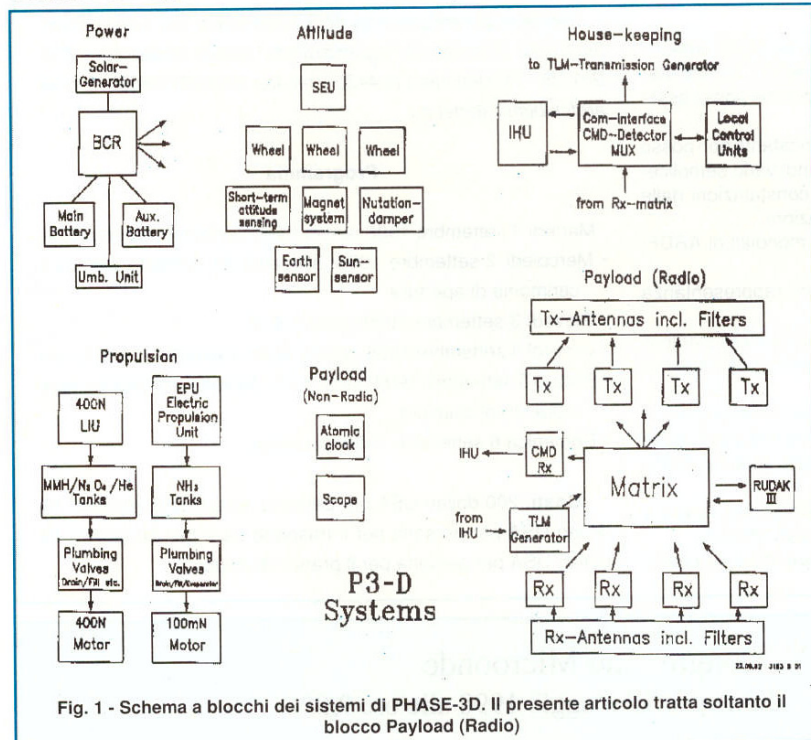 Power
Solar-
Generator
BCR
Main
Battery
Aux.
Battery
Umb. Unit
Attitude
SEU
Wheel
Wheel
Wheel
Short-term
attitude
sensing
Magnet
system
Nutation-
damper
Earth
sensor
Sun-
sensor
House-keeping
to TLM-Transmission Generator
IHU
Com-Interface
CMD-Detector
MUX
Local
Control
Units
from Rx-matrix
Propulsion
400N
LIU
MMH/N₂O₄/He
Tanks
Plumbing
Valves
Drain/Fill etc.
400N
Motor
EPU
Electric
Propulsion
Unit
NH₃
Tanks
Plumbing
Valves
Drain/Fill/Evaporator
100mN
Motor
Payload
(Non-Radio)
Atomic
clock
Scope
P3-D
Systems
Payload (Radio)
Tx-Antennas incl. Filters
Tx
Tx
Tx
Tx
IHU
CMD
Rx
Matrix
RUDAK
III
from
IHU
TLM
Generator
Rx
Rx
Rx
Rx
Rx-Antennas incl. Filters
Fig. 1 - Schema a blocchi dei sistemi di PHASE-3D. Il presente articolo tratta soltanto il
blocco Payload (Radio)